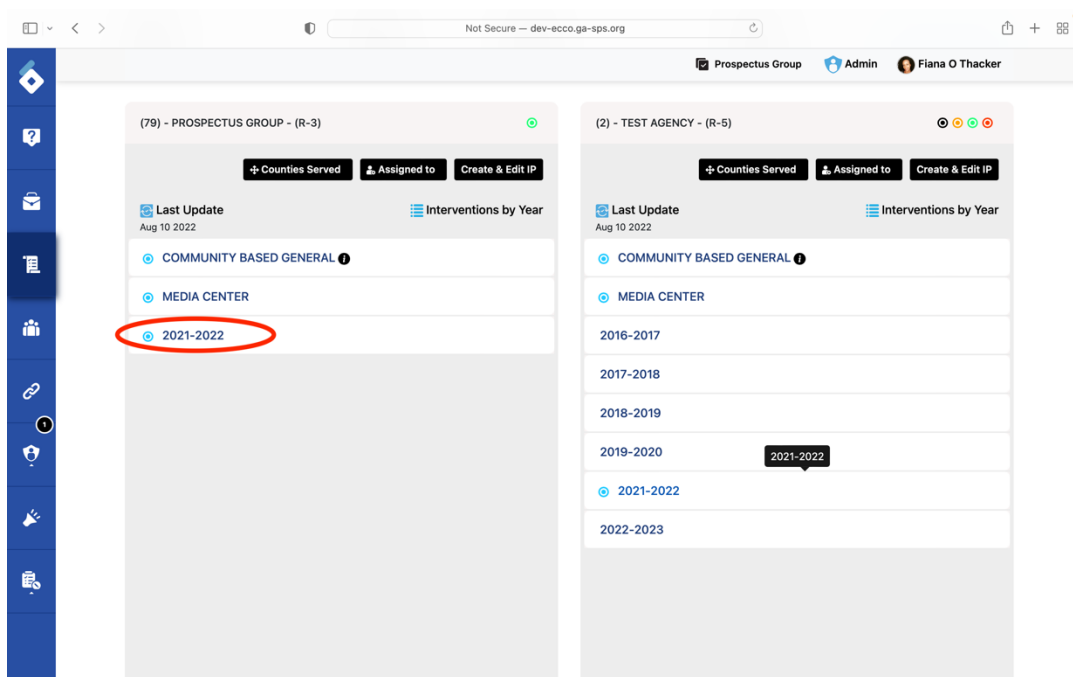 Not Secure — dev-ecco.ga-sps.org
Prospectus Group
Admin
Fiana O Thacker
(79) - PROSPECTUS GROUP - (R-3)
Counties Served
Assigned to
Create & Edit IP
Last Update
Interventions by Year
Aug 10 2022
COMMUNITY BASED GENERAL
MEDIA CENTER
2021-2022
(2) - TEST AGENCY - (R-5)
Counties Served
Assigned to
Create & Edit IP
Last Update
Interventions by Year
Aug 10 2022
COMMUNITY BASED GENERAL
MEDIA CENTER
2016-2017
2017-2018
2018-2019
2019-2020
2021-2022
2021-2022
2022-2023
1